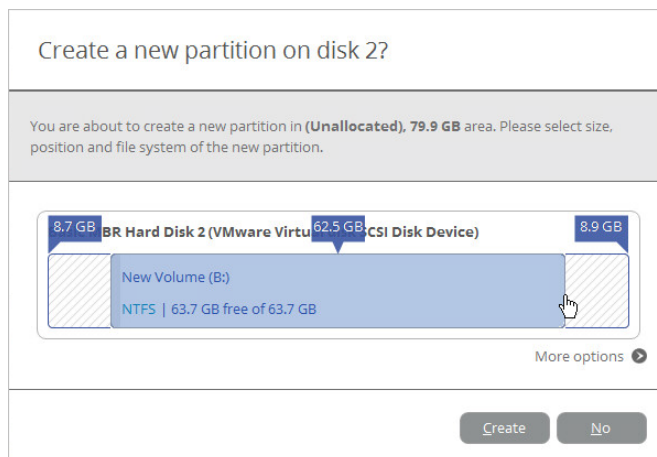 Create a new partition on disk 2?
You are about to create a new partition in (Unallocated), 79.9 GB area. Please select size,
position and file system of the new partition.
8.7 GB 62.5 GB 8.9 GB
BR Hard Disk 2 (VMware Virtu SCSI Disk Device)
New Volume (B:)
NTFS | 63.7 GB free of 63.7 GB
More options
Create No